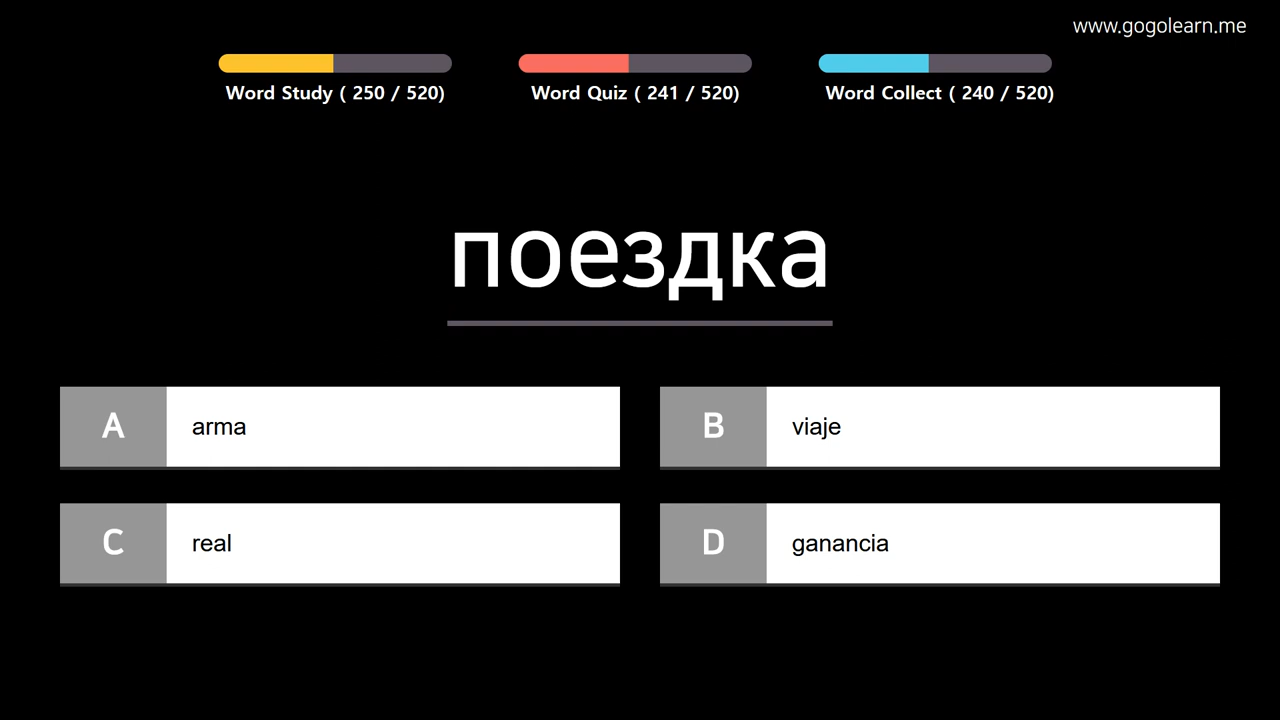 www.gogolearn.me
Word Study ( 250 / 520)
Word Quiz ( 241 / 520)
Word Collect ( 240 / 520)
поездка
A
arma
B
viaje
C
real
D
ganancia